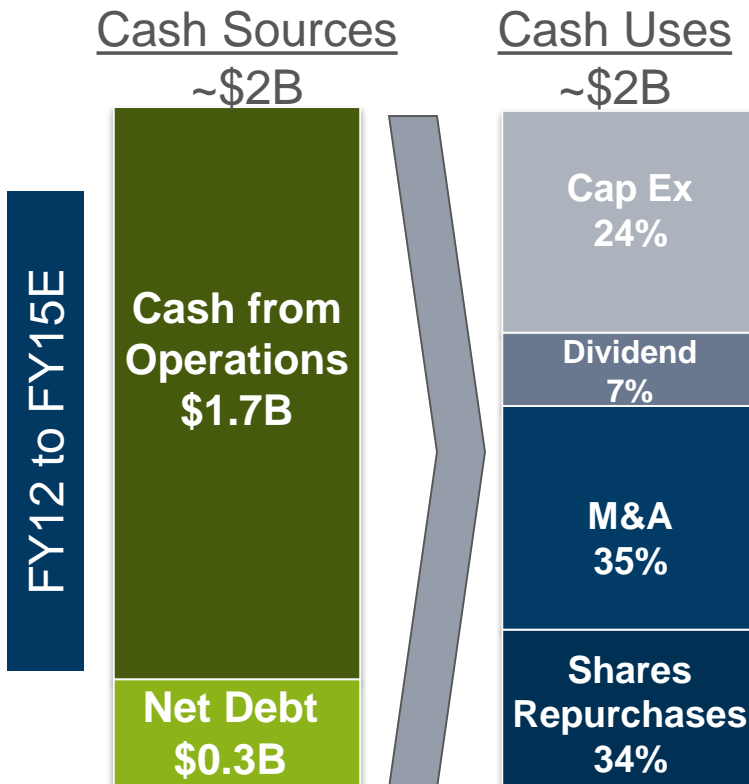 Cash Sources
~$2B
Cash Uses
~$2B
FY12 to FY15E
Cash from
Operations
$1.7B
Net Debt
$0.3B
Cap Ex
24%
Dividend
7%
M&A
35%
Shares
Repurchases
34%